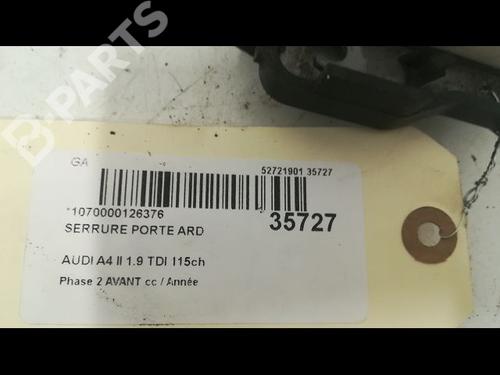 B-PARTS
GA
52721901 35727
*1070000126376
35727
SERRURE PORTE ARD
AUDI A4 II 1.9 TDI 115ch
Phase 2 AVANT cc / Année